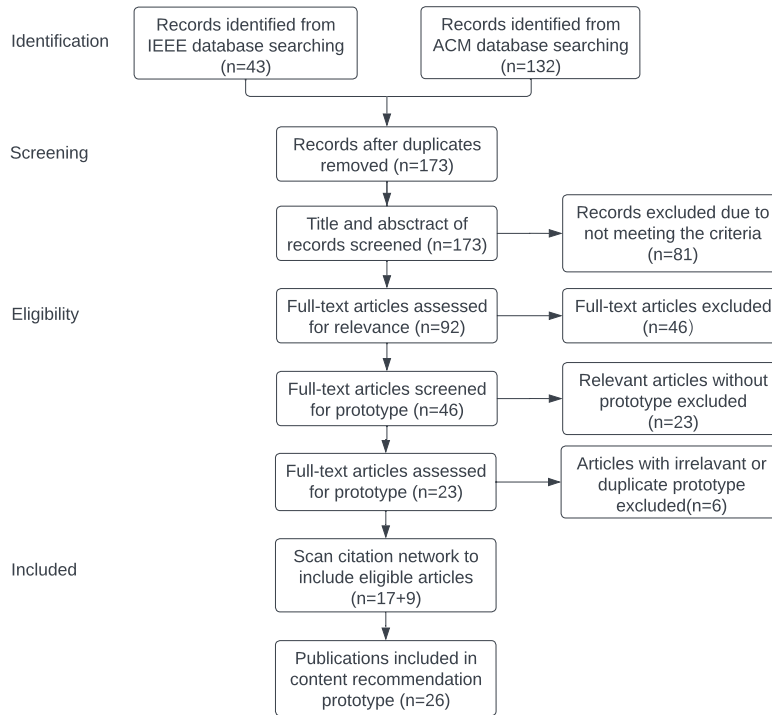 Identification
Records identified from
IEEE database searching
(n=43)
Records identified from
ACM database searching
(n=132)
Screening
Records after duplicates
removed (n=173)
Title and absctract of
records screened (n=173)
Records excluded due to
not meeting the criteria
(n=81)
Eligibility
Full-text articles assessed
for relevance (n=92)
Full-text articles excluded
(n=46)
Full-text articles screened
for prototype (n=46)
Relevant articles without
prototype excluded
(n=23)
Full-text articles assessed
for prototype (n=23)
Articles with irrelavant or
duplicate prototype
excluded(n=6)
Included
Scan citation network to
include eligible articles
(n=17+9)
Publications included in
content recommendation
prototype (n=26)